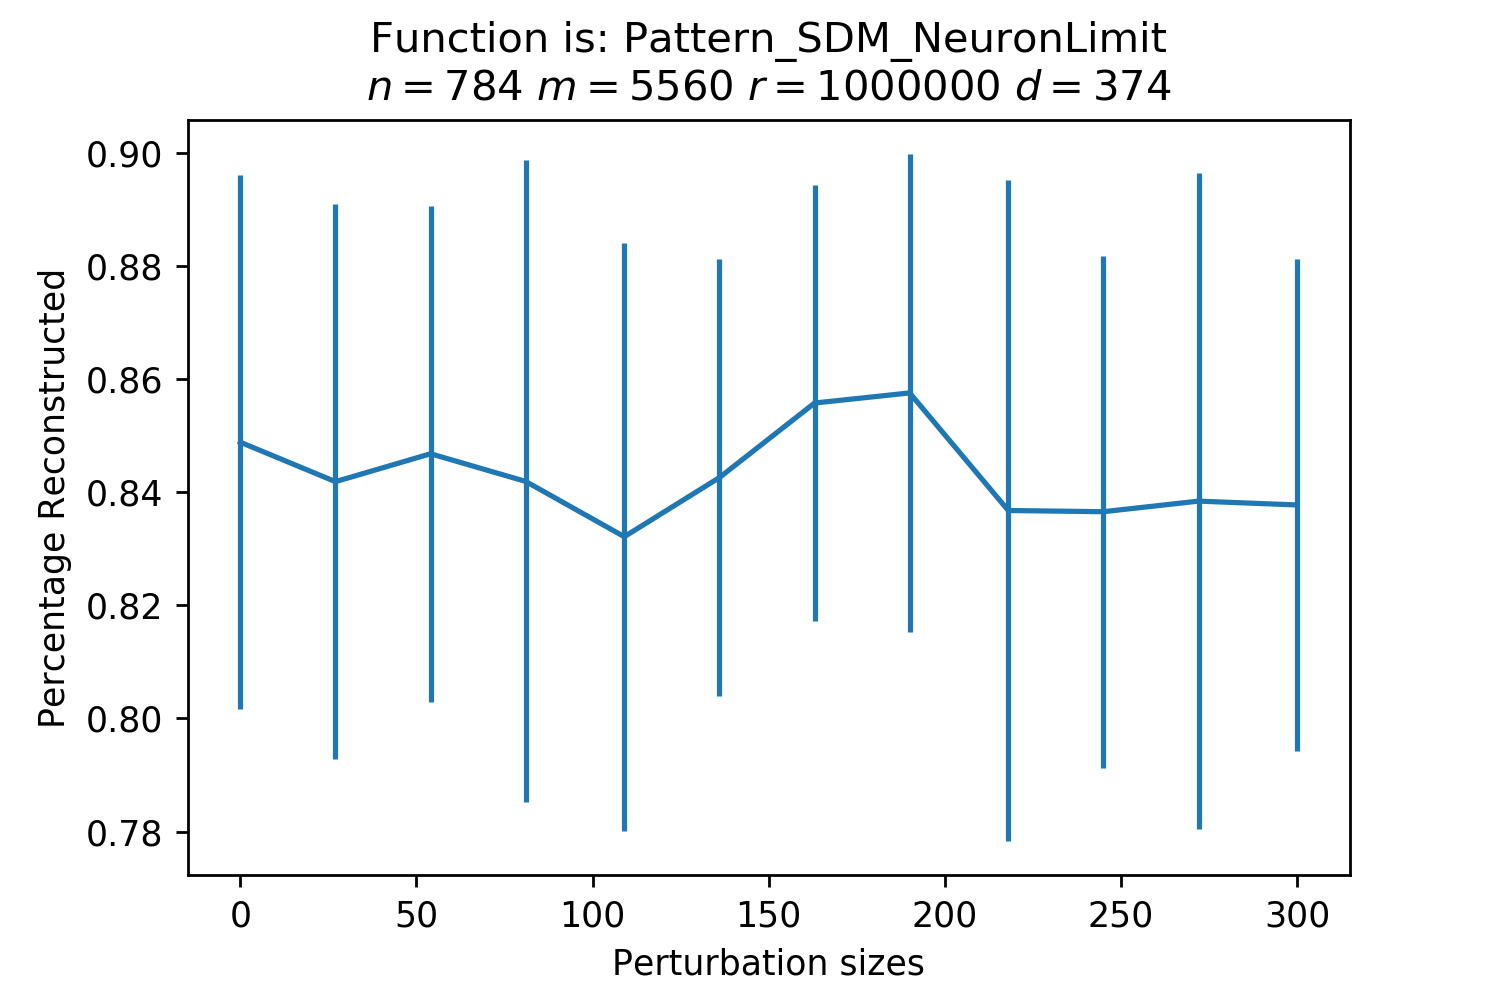 Function is: Pattern_SDM_NeuronLimit
n = 784 m = 5560 r = 1000000 d = 374
Percentage Reconstructed
0.90
0.88
0.86
0.84
0.82
0.80
0.78
0 50 100 150 200 250 300
Perturbation sizes